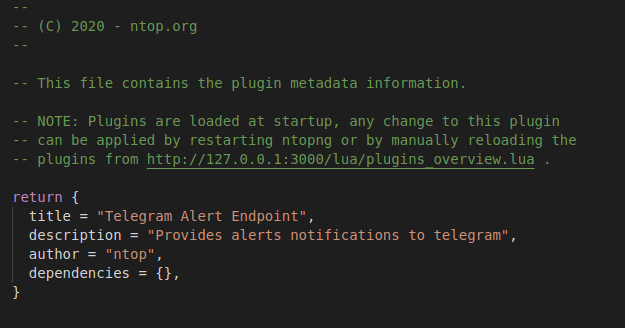 --
-- (C) 2020 - ntop.org
--
-- This file contains the plugin metadata information.
-- NOTE: Plugins are loaded at startup, any change to this plugin
-- can be applied by restarting ntopng or by manually reloading the
-- plugins from http://127.0.0.1:3000/lua/plugins_overview.lua .
return {
title = "Telegram Alert Endpoint",
description = "Provides alerts notifications to telegram",
author = "ntop",
dependencies = {},
}